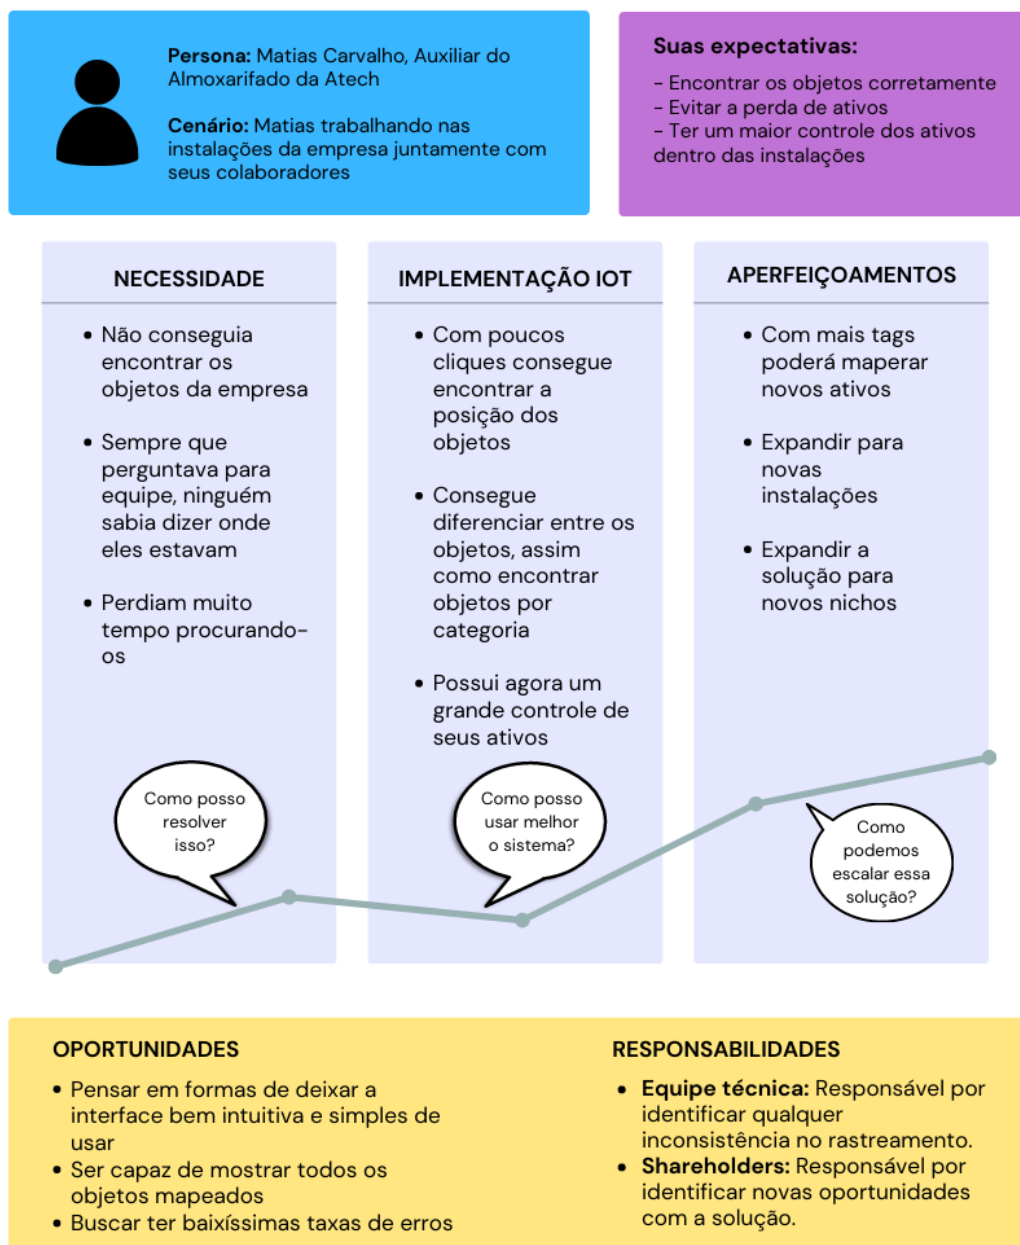 Persona: Matias Carvalho, Auxiliar do
Almoxarifado da Atech
Cenário: Matias trabalhando nas
instalações da empresa juntamente com
seus colaboradores
Suas expectativas:
- Encontrar os objetos corretamente
- Evitar a perda de ativos
- Ter um maior controle dos ativos
dentro das instalações
NECESSIDADE
• Não conseguia
encontrar os
objetos da empresa
• Sempre que
perguntava para
equipe, ninguém
sabia dizer onde
eles estavam
• Perdiam muito
tempo procurando-
os
Como posso
resolver
isso?
IMPLEMENTAÇÃO IOT
• Com poucos
cliques consegue
encontrar a
posição dos
objetos
• Consegue
diferenciar entre os
objetos, assim
como encontrar
objetos por
categoria
• Possui agora um
grande controle de
seus ativos
Como posso
usar melhor
o sistema?
APERFEIÇOAMENTOS
• Com mais tags
poderá maperar
novos ativos
• Expandir para
novas
instalações
• Expandir a
solução para
novos nichos
Como
podemos
escalar essa
solução?
OPORTUNIDADES
• Pensar em formas de deixar a
interface bem intuitiva e simples de
usar
• Ser capaz de mostrar todos os
objetos mapeados
• Buscar ter baixíssimas taxas de erros
RESPONSABILIDADES
• Equipe técnica: Responsável por
identificar qualquer
inconsistência no rastreamento.
• Shareholders: Responsável por
identificar novas oportunidades
com a solução.